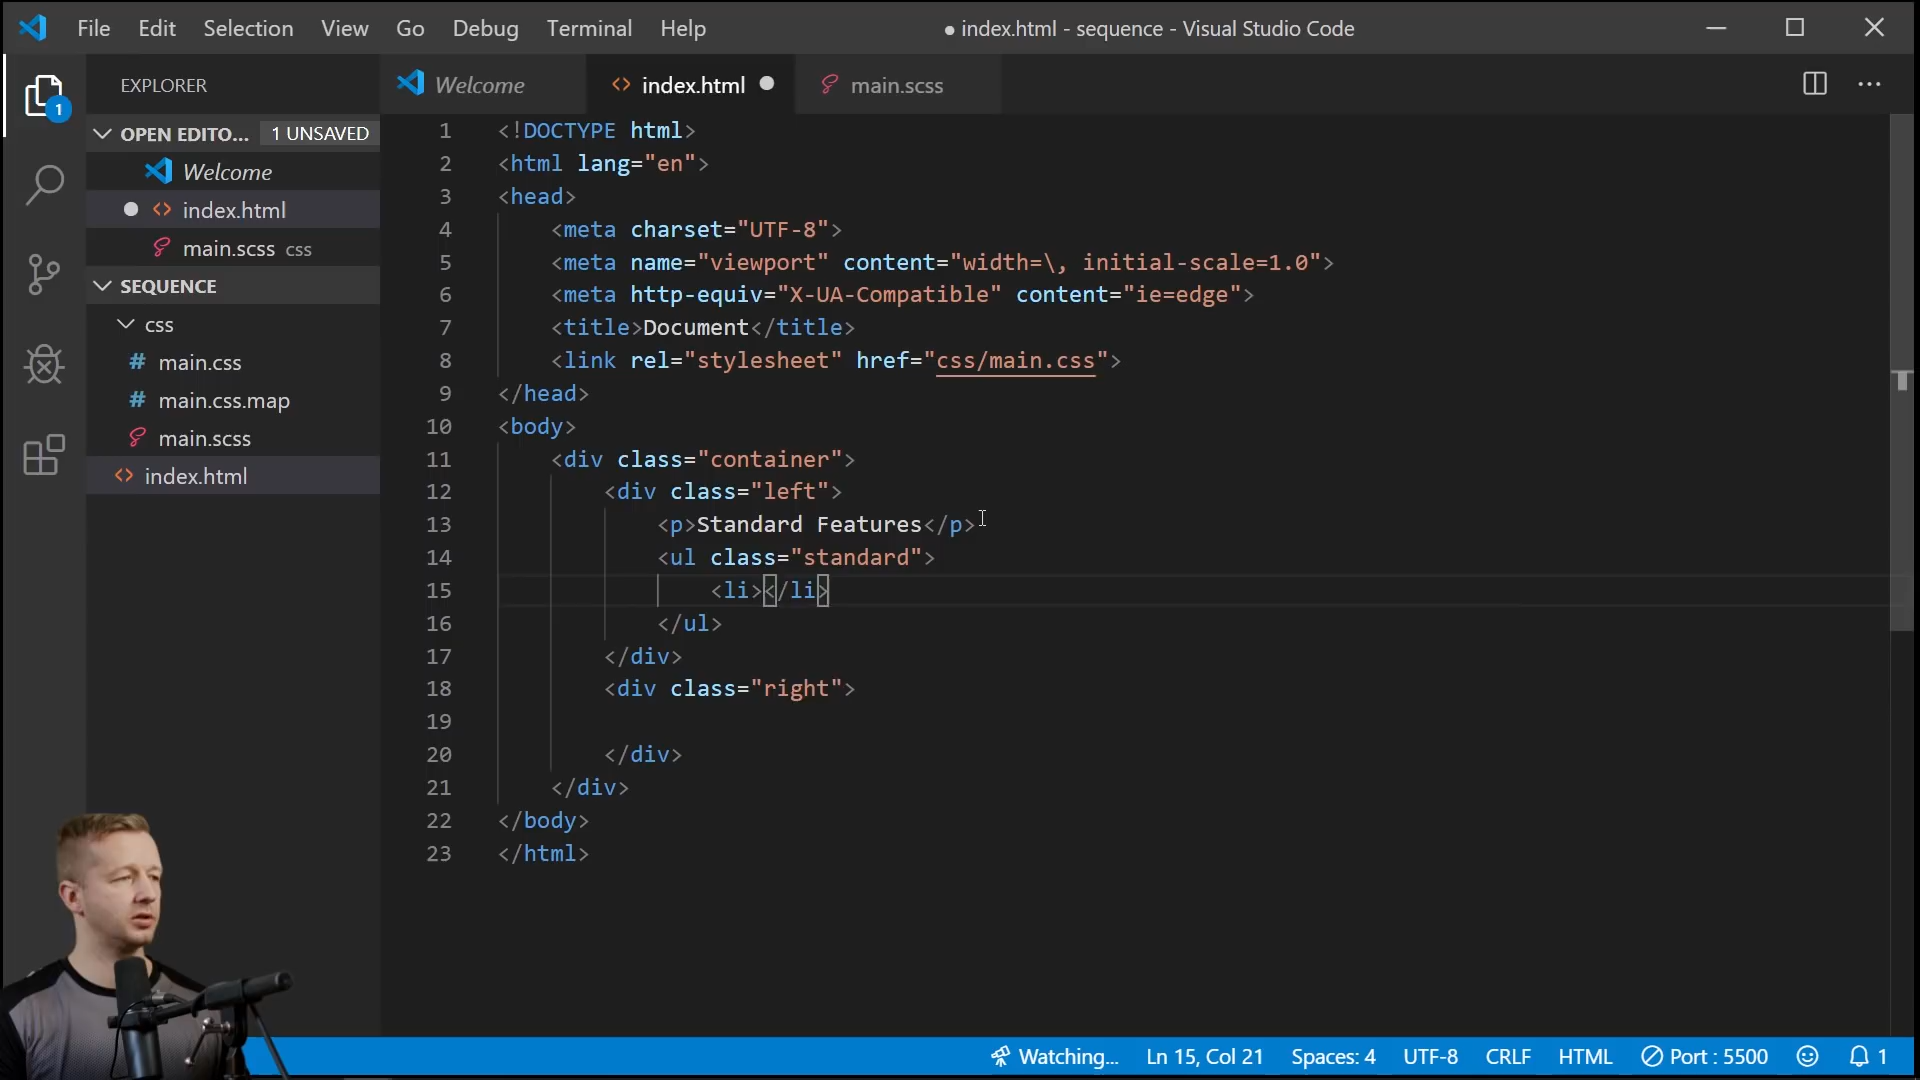 File Edit Selection View Go Debug Terminal Help ● index.html - sequence - Visual Studio Code
EXPLORER
Welcome index.html main.scss
1
OPEN EDITO... 1 UNSAVED
Welcome
index.html
main.scss css
SEQUENCE
css
# main.css
# main.css.map
main.scss
<> index.html
1 <!DOCTYPE html>
2 <html lang="en">
3 <head>
4 <meta charset="UTF-8">
5 <meta name="viewport" content="width=\, initial-scale=1.0">
6 <meta http-equiv="X-UA-Compatible" content="ie=edge">
7 <title>Document</title>
8 <link rel="stylesheet" href="css/main.css">
9 </head>
10 <body>
11 <div class="container">
12 <div class="left">
13 <p>Standard Features</p>
14 <ul class="standard">
15 <li></li>
16 </ul>
17 </div>
18 <div class="right">
19
20 </div>
21 </div>
22 </body>
23 </html>
Watching... Ln 15, Col 21 Spaces: 4 UTF-8 CRLF HTML Port : 5500 1